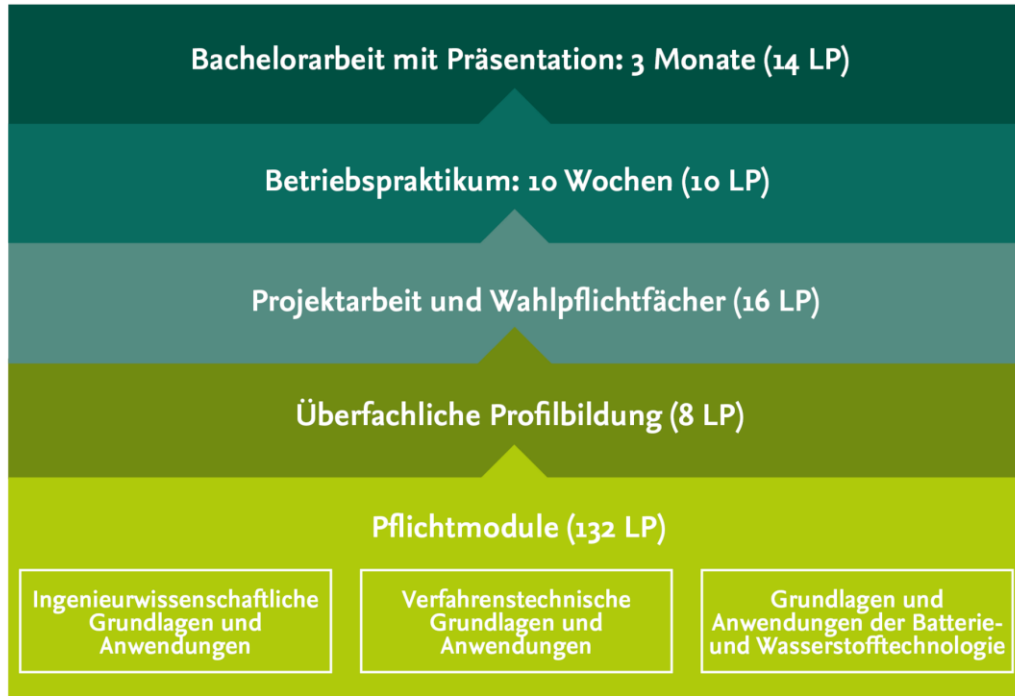 Bachelorarbeit mit Präsentation: 3 Monate (14 LP)
Betriebspraktikum: 10 Wochen (10 LP)
Projektarbeit und Wahlpflichtfächer (16 LP)
Überfachliche Profilbildung (8 LP)
Pflichtmodule (132 LP)
Ingenieurwissenschaftliche
Grundlagen und
Anwendungen
Verfahrenstechnische
Grundlagen und
Anwendungen
Grundlagen und
Anwendungen der Batterie-
und Wasserstofftechnologie